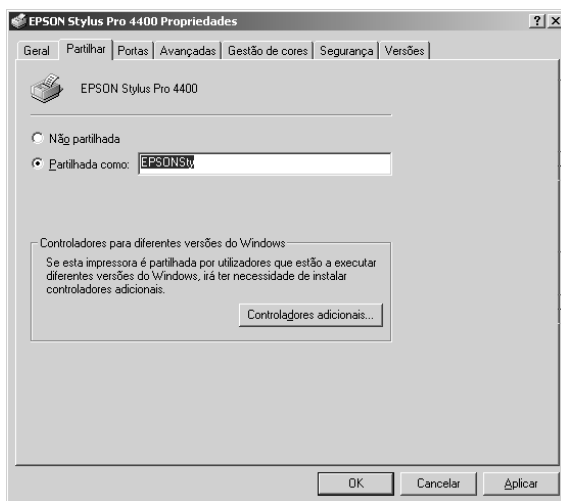 EPSON Stylus Pro 4400 Propriedades
Geral Partilhar Portas Avançadas Gestão de cores Segurança Versões
EPSON Stylus Pro 4400
Não partilhada
Partilhada como: EPSONSty
Controladores para diferentes versões do Windows
Se esta impressora é partilhada por utilizadores que estão a executar
diferentes versões do Windows, irá ter necessidade de instalar
controladores adicionais.
Controladores adicionais...
OK Cancelar Aplicar